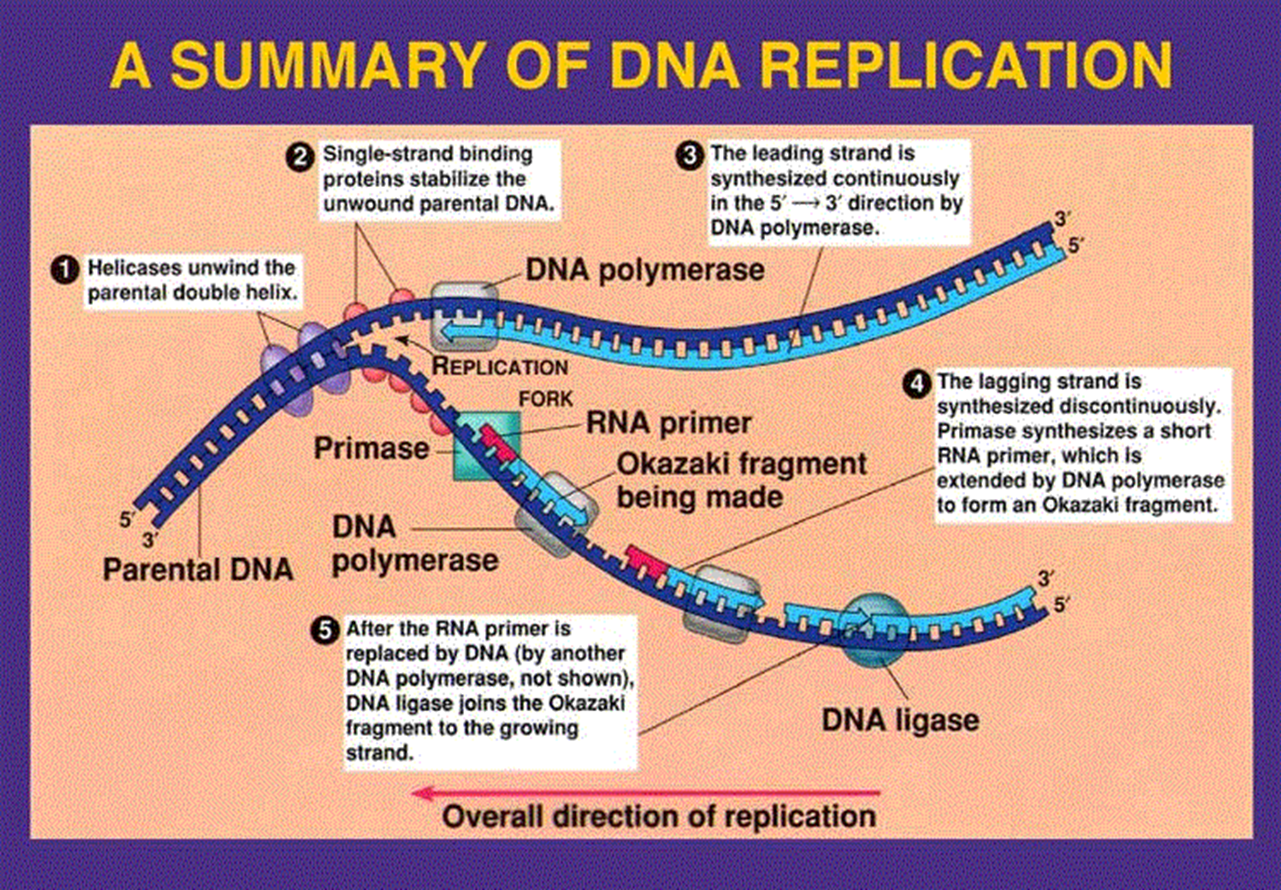 A SUMMARY OF DNA REPLICATION
2 Single-strand binding
proteins stabilize the
unwound parental DNA.
3 The leading strand is
synthesized continuously
in the 5′ → 3′ direction by
DNA polymerase.
3′
5′
1 Helicases unwind the
parental double helix.
DNA polymerase
REPLICATION
FORK
4 The lagging strand is
synthesized discontinuously.
Primase synthesizes a short
RNA primer, which is
extended by DNA polymerase
to form an Okazaki fragment.
RNA primer
Primase
Okazaki fragment
being made
DNA
polymerase
5′
3′
Parental DNA
3′
5′
5 After the RNA primer is
replaced by DNA (by another
DNA polymerase, not shown),
DNA ligase joins the Okazaki
fragment to the growing
strand.
DNA ligase
Overall direction of replication